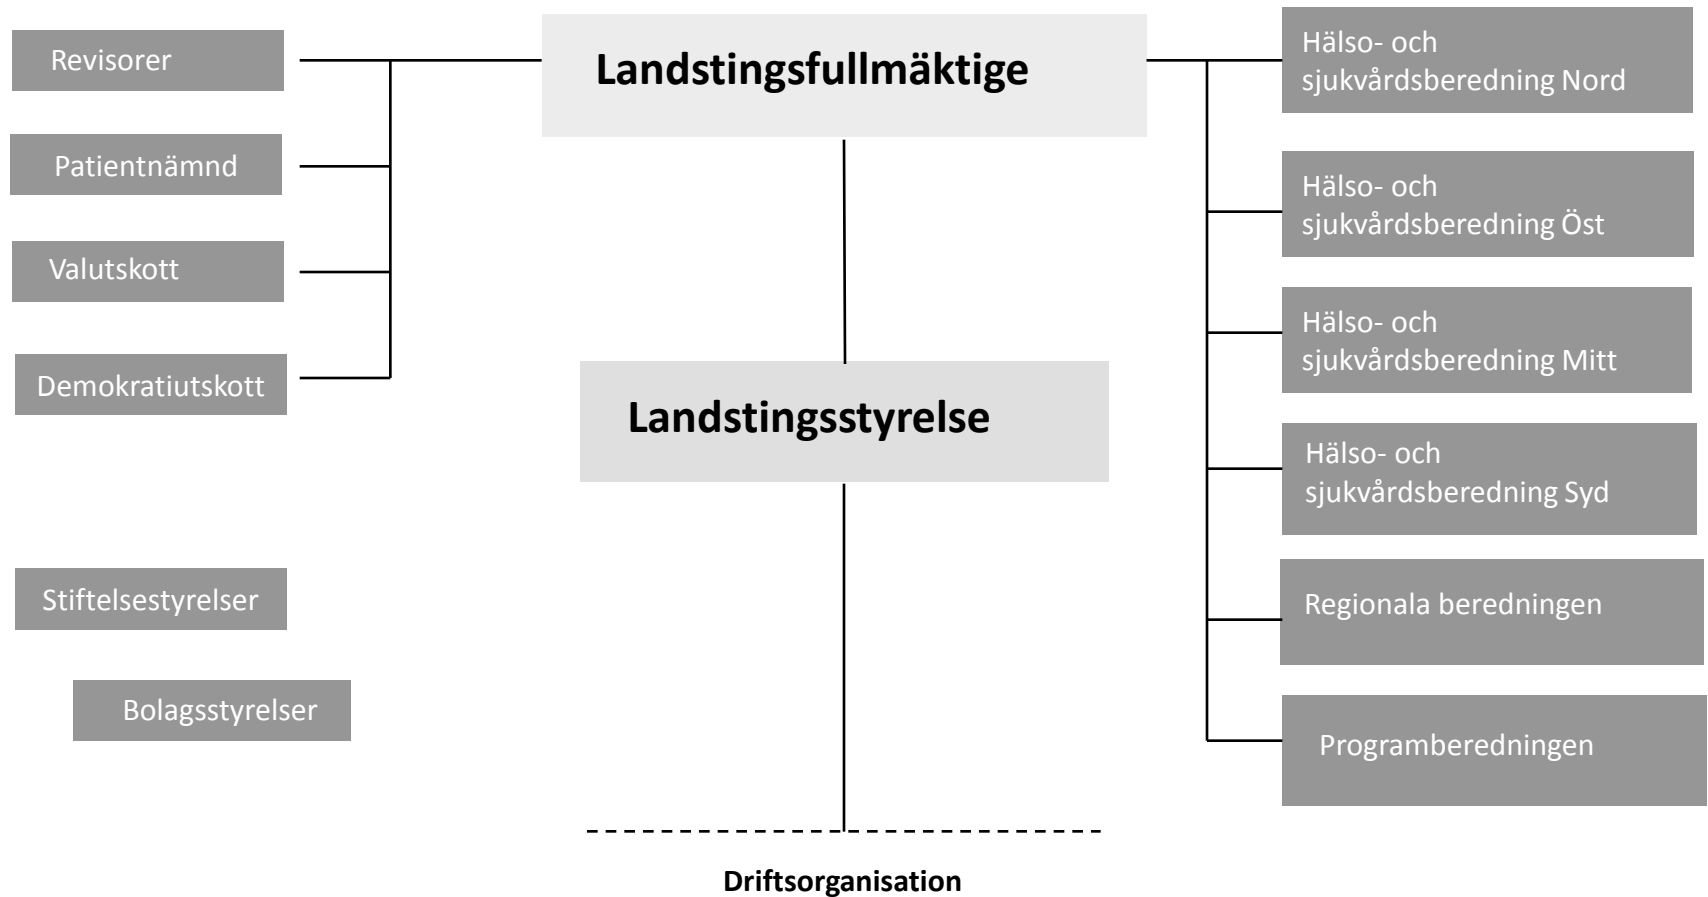 Revisorer
Patientnämnd
Valutskott
Demokratiutskott
Stiftelsestyrelser
Bolagsstyrelser
Landstingsfullmäktige
Landstingsstyrelse
Driftsorganisation
Hälso- och
sjukvårdsberedning Nord
Hälso- och
sjukvårdsberedning Öst
Hälso- och
sjukvårdsberedning Mitt
Hälso- och
sjukvårdsberedning Syd
Regionala beredningen
Programberedningen